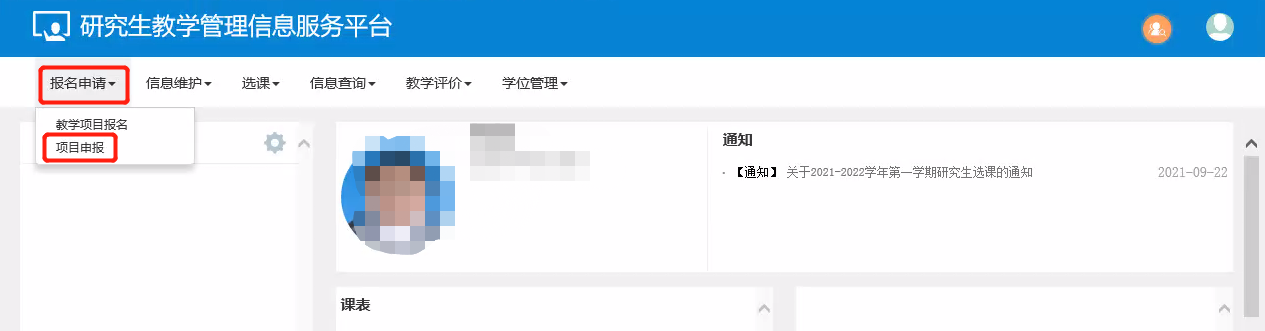 研究生教学管理信息服务平台
报名申请 信息维护 选课 信息查询 教学评价 学位管理
教学项目报名
项目申报
通知
· 【通知】 关于2021-2022学年第一学期研究生选课的通知 2021-09-22
课表